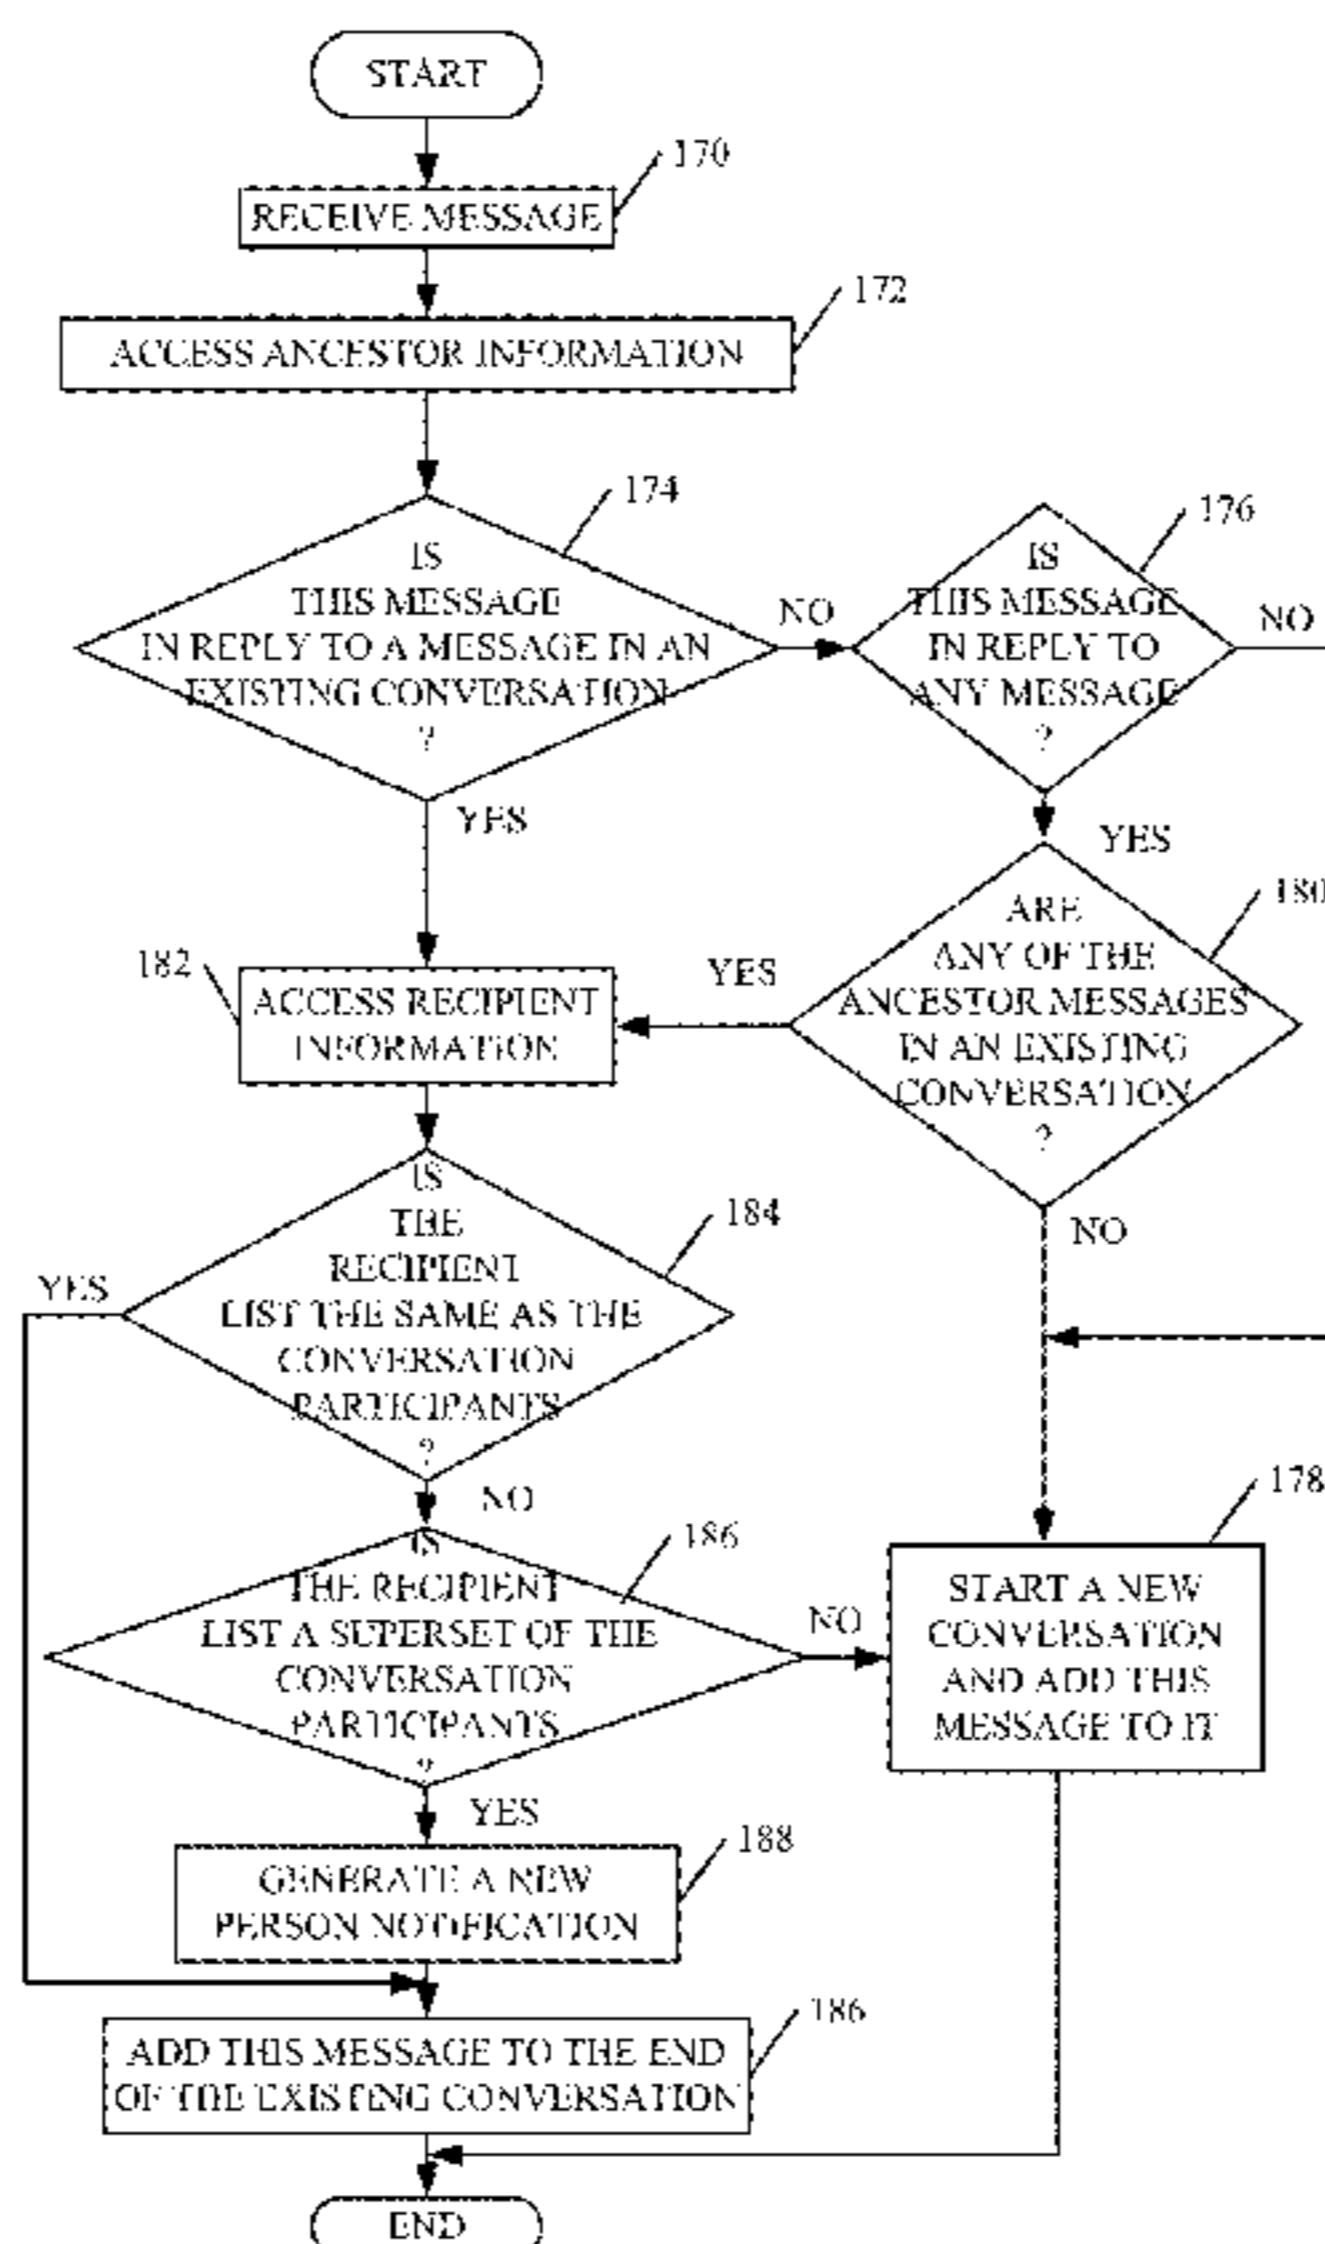 START
170
RECEIVE MESSAGE
172
ACCESS ANCESTOR INFORMATION
174
IS
THIS MESSAGE
IN REPLY TO A MESSAGE IN AN
EXISTING CONVERSATION
?
NO
YES
176
IS
THIS MESSAGE
IN REPLY TO
ANY MESSAGE
?
NO
YES
180
ARE
ANY OF THE
ANCESTOR MESSAGES
IN AN EXISTING
CONVERSATION
?
YES
NO
182
ACCESS RECIPIENT
INFORMATION
184
IS
THE
RECIPIENT
LIST THE SAME AS THE
CONVERSATION
PARTICIPANTS
?
YES
NO
186
IS
THE RECIPIENT
LIST A SUPERSET OF THE
CONVERSATION
PARTICIPANTS
?
NO
YES
178
START A NEW
CONVERSATION
AND ADD THIS
MESSAGE TO IT
188
GENERATE A NEW
PERSON NOTIFICATION
186
ADD THIS MESSAGE TO THE END
OF THE EXISTING CONVERSATION
END